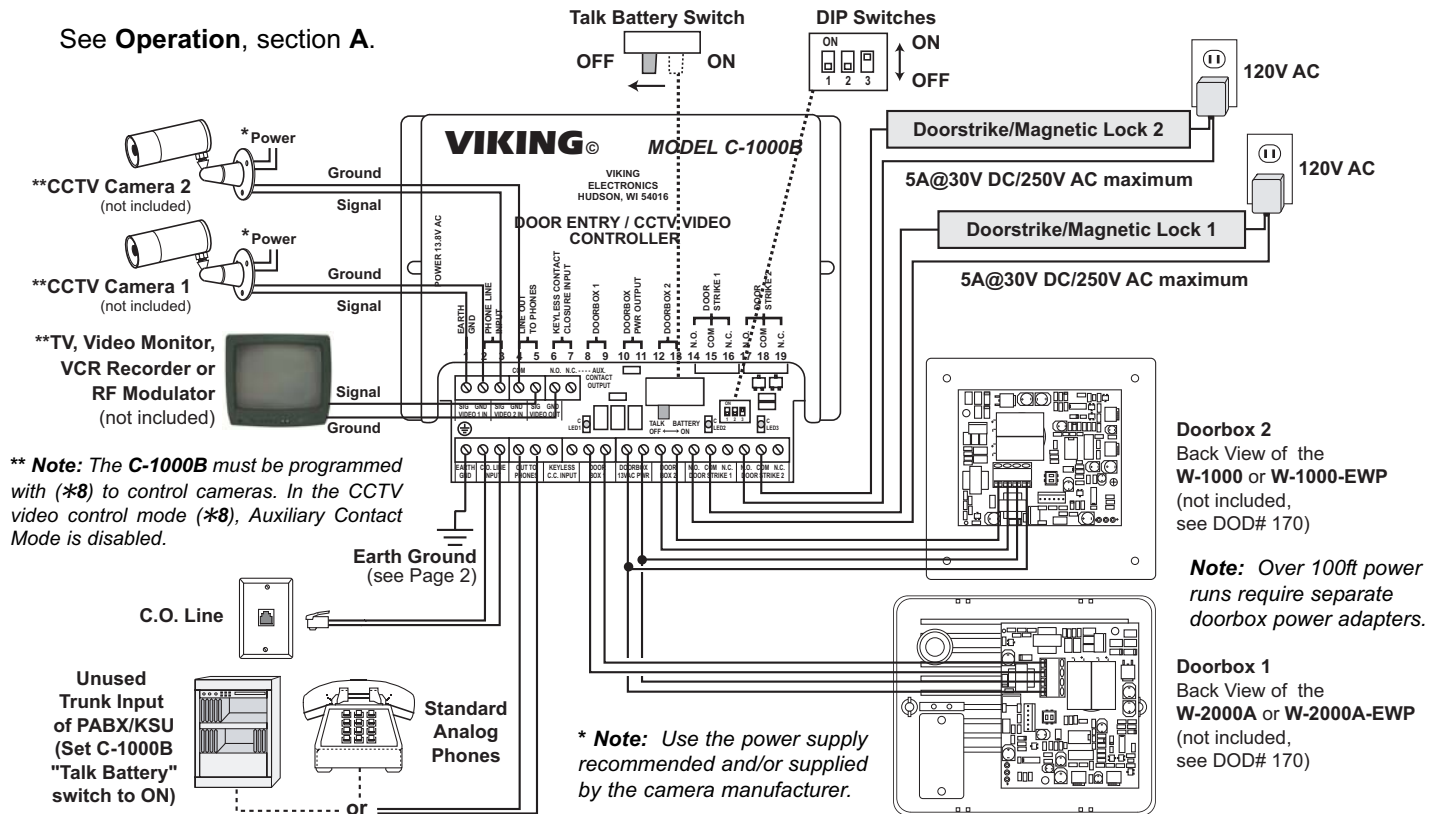 See Operation, section A.
Talk Battery Switch
OFF
ON
DIP Switches
ON
1 2 3
ON
OFF
120V AC
Doorstrike/Magnetic Lock 2
5A@30V DC/250V AC maximum
120V AC
Doorstrike/Magnetic Lock 1
5A@30V DC/250V AC maximum
*Power
**CCTV Camera 2
(not included)
Ground
Signal
*Power
**CCTV Camera 1
(not included)
Ground
Signal
**TV, Video Monitor,
VCR Recorder or
RF Modulator
(not included)
Signal
Ground
VIKING©
MODEL C-1000B
VIKING
ELECTRONICS
HUDSON, WI 54016
DOOR ENTRY / CCTV VIDEO
CONTROLLER
POWER 13.8V AC
EARTH
GND
PHONE LINE
INPUT
LINE OUT
TO PHONES
KEYLESS CONTACT
CLOSURE INPUT
DOORBOX 1
DOORBOX
PWR OUTPUT
DOORBOX 2
DOOR
STRIKE 1
DOOR
STRIKE 2
N.O. COM N.C. N.O. COM N.C.
1 2 3 4 5 6 7 8 9 10 11 12 13 14 15 16 17 18 19
COM N.O. N.C. ---- AUX.
CONTACT
OUTPUT
SIG GND SIG GND SIG GND
VIDEO 1 IN VIDEO 2 IN VIDEO OUT
C
LED1
TALK BATTERY
OFF ⟷ ON
C
LED2
ON
1 2 3
C
LED3
EARTH
GND
C.O. LINE
INPUT
OUT TO
PHONES
KEYLESS
C.C. INPUT
DOOR
BOX 1
DOORBOX
13VAC PWR
DOOR
BOX 2
N.O. COM N.C.
DOOR STRIKE 1
N.O. COM N.C.
DOOR STRIKE 2
** Note: The C-1000B must be programmed
with (✳8) to control cameras. In the CCTV
video control mode (✳8), Auxiliary Contact
Mode is disabled.
Earth Ground
(see Page 2)
C.O. Line
Unused
Trunk Input
of PABX/KSU
(Set C-1000B
"Talk Battery"
switch to ON)
or
Standard
Analog
Phones
* Note: Use the power supply
recommended and/or supplied
by the camera manufacturer.
Doorbox 2
Back View of the
W-1000 or W-1000-EWP
(not included,
see DOD# 170)
Note: Over 100ft power
runs require separate
doorbox power adapters.
Doorbox 1
Back View of the
W-2000A or W-2000A-EWP
(not included,
see DOD# 170)